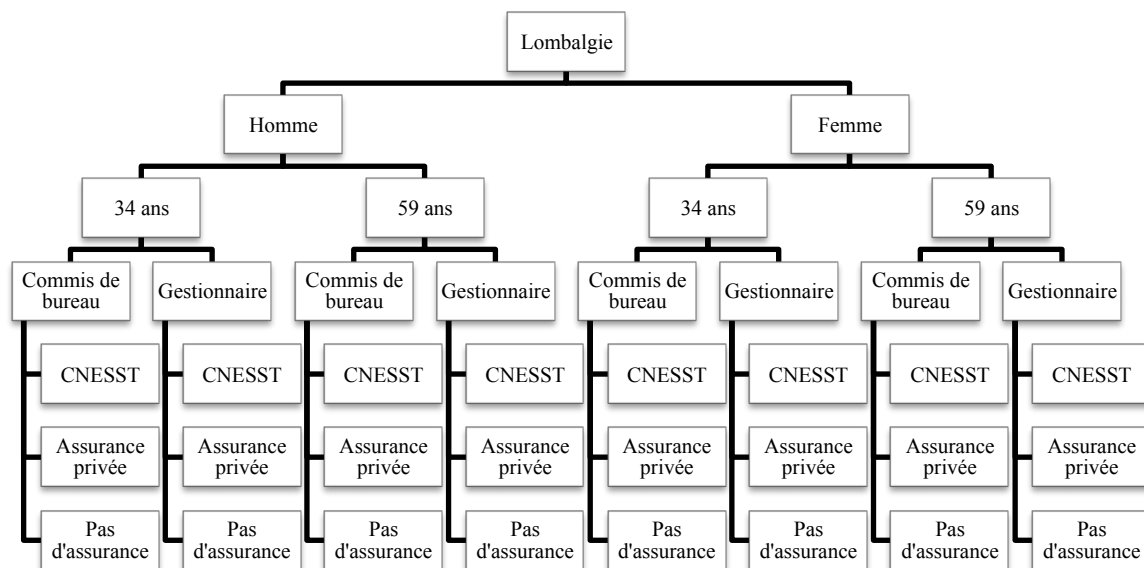 Lombalgie
Homme
Femme
34 ans
59 ans
34 ans
59 ans
Commis de
bureau
Gestionnaire
Commis de
bureau
Gestionnaire
Commis de
bureau
Gestionnaire
Commis de
bureau
Gestionnaire
CNESST
CNESST
CNESST
CNESST
CNESST
CNESST
CNESST
CNESST
Assurance
privée
Assurance
privée
Assurance
privée
Assurance
privée
Assurance
privée
Assurance
privée
Assurance
privée
Assurance
privée
Pas
d'assurance
Pas
d'assurance
Pas
d'assurance
Pas
d'assurance
Pas
d'assurance
Pas
d'assurance
Pas
d'assurance
Pas
d'assurance